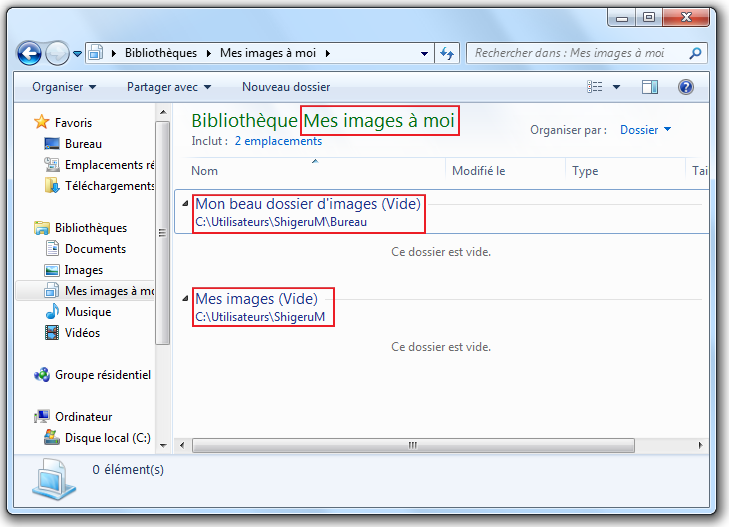 Bibliothèques Mes images à moi
Rechercher dans : Mes images à moi
Organiser Partager avec Nouveau dossier
Favoris
Bureau
Emplacements ré
Téléchargements
Bibliothèques
Documents
Images
Mes images à mo
Musique
Vidéos
Groupe résidentiel
Ordinateur
Disque local (C:)
Bibliothèque Mes images à moi
Inclut : 2 emplacements
Organiser par : Dossier
Nom Modifié le Type Tai
Mon beau dossier d'images (Vide)
C:\Utilisateurs\ShigeruM\Bureau
Ce dossier est vide.
Mes images (Vide)
C:\Utilisateurs\ShigeruM
Ce dossier est vide.
0 élément(s)